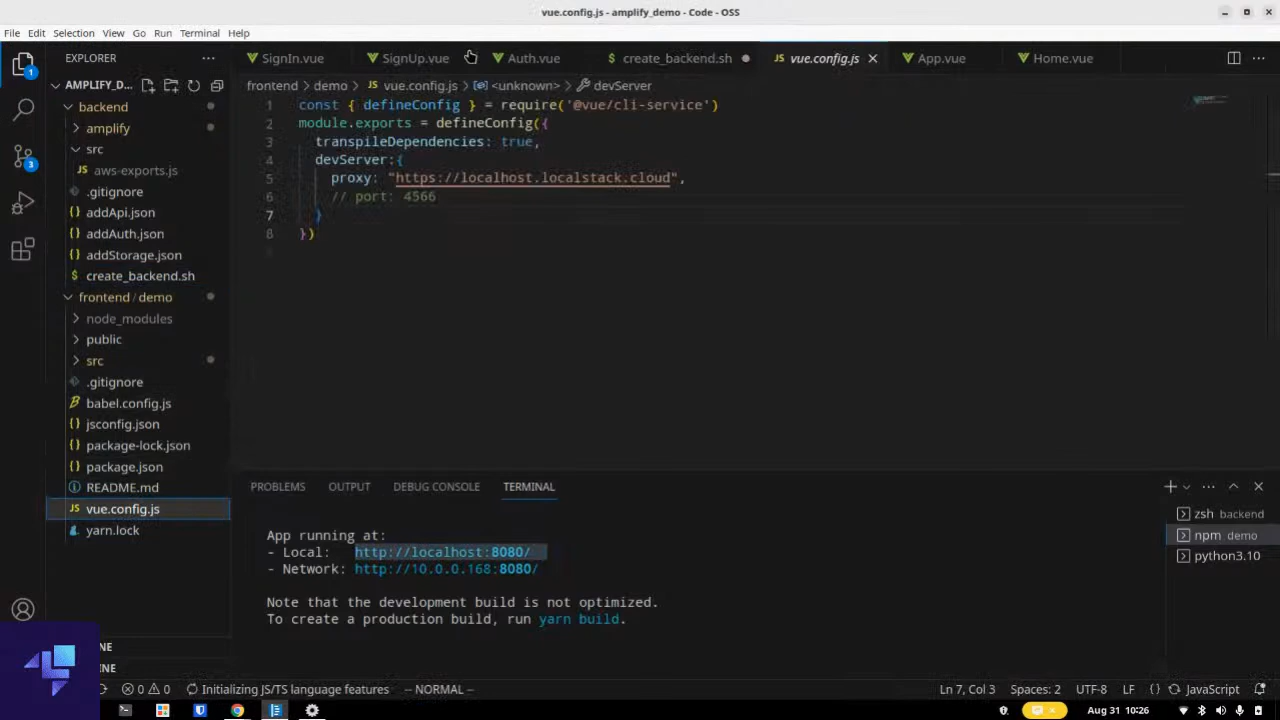 vue.config.js - amplify_demo - Code - OSS
File Edit Selection View Go Run Terminal Help
EXPLORER
SignIn.vue SignUp.vue Auth.vue create_backend.sh vue.config.js App.vue Home.vue
AMPLIFY_D...
frontend > demo > vue.config.js > <unknown> > devServer
backend
amplify
src
aws-exports.js
.gitignore
addApi.json
addAuth.json
addStorage.json
create_backend.sh
frontend / demo
node_modules
public
src
.gitignore
babel.config.js
jsconfig.json
package-lock.json
package.json
README.md
vue.config.js
yarn.lock
1 const { defineConfig } = require('@vue/cli-service')
2 module.exports = defineConfig({
3 transpileDependencies: true,
4 devServer:{
5 proxy: "https://localhost.localstack.cloud",
6 // port: 4566
7 }
8 })
PROBLEMS OUTPUT DEBUG CONSOLE TERMINAL
App running at:
- Local: http://localhost:8080/
- Network: http://10.0.0.168:8080/
Note that the development build is not optimized.
To create a production build, run yarn build.
zsh backend
npm demo
python3.10
1
3
NE
INE
0 0 Initializing JS/TS language features -- NORMAL -- Ln 7, Col 3 Spaces: 2 UTF-8 LF {} JavaScript
Aug 31 10:26